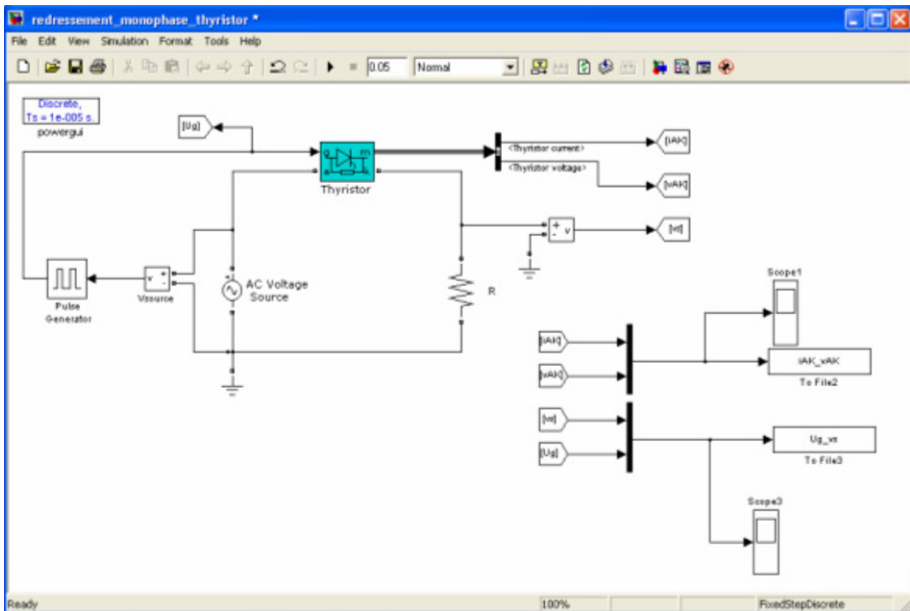 redressement_monophase_thyristor *
File Edit View Simulation Format Tools Help
0.05 Normal
Discrete,
Ts = 1e-005 s.
powergui
[Ug]
g m
a k
Thyristor
<Thyristor current>
<Thyristor voltage>
[iAK]
[vAK]
+
- v
[vs]
Pulse
Generator
v +
-
Vsource
AC Voltage
Source
R
Scope1
[iAK]
[vAK]
iAK_vAK
To File2
[vs]
[Ug]
Ug_vs
To File3
Scope3
Ready 100% FixedStepDiscrete